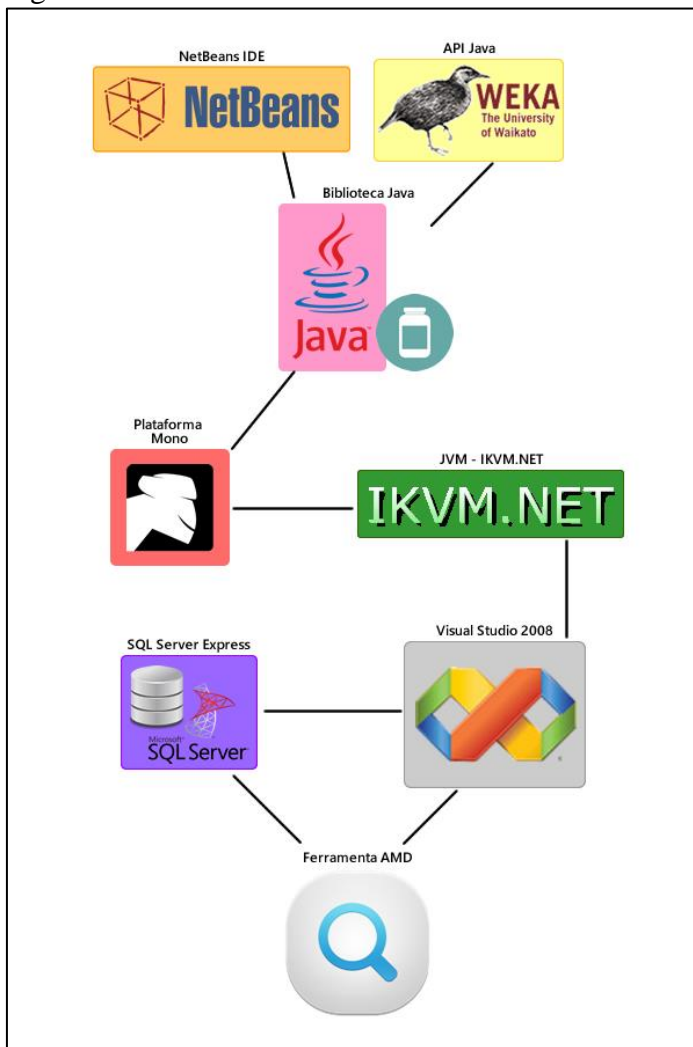 NetBeans IDE
NetBeans
API Java
WEKA
The University
of Waikato
Biblioteca Java
Java
Plataforma
Mono
JVM - IKVM.NET
IKVM.NET
SQL Server Express
Microsoft
SQL Server
Visual Studio 2008
Ferramenta AMD